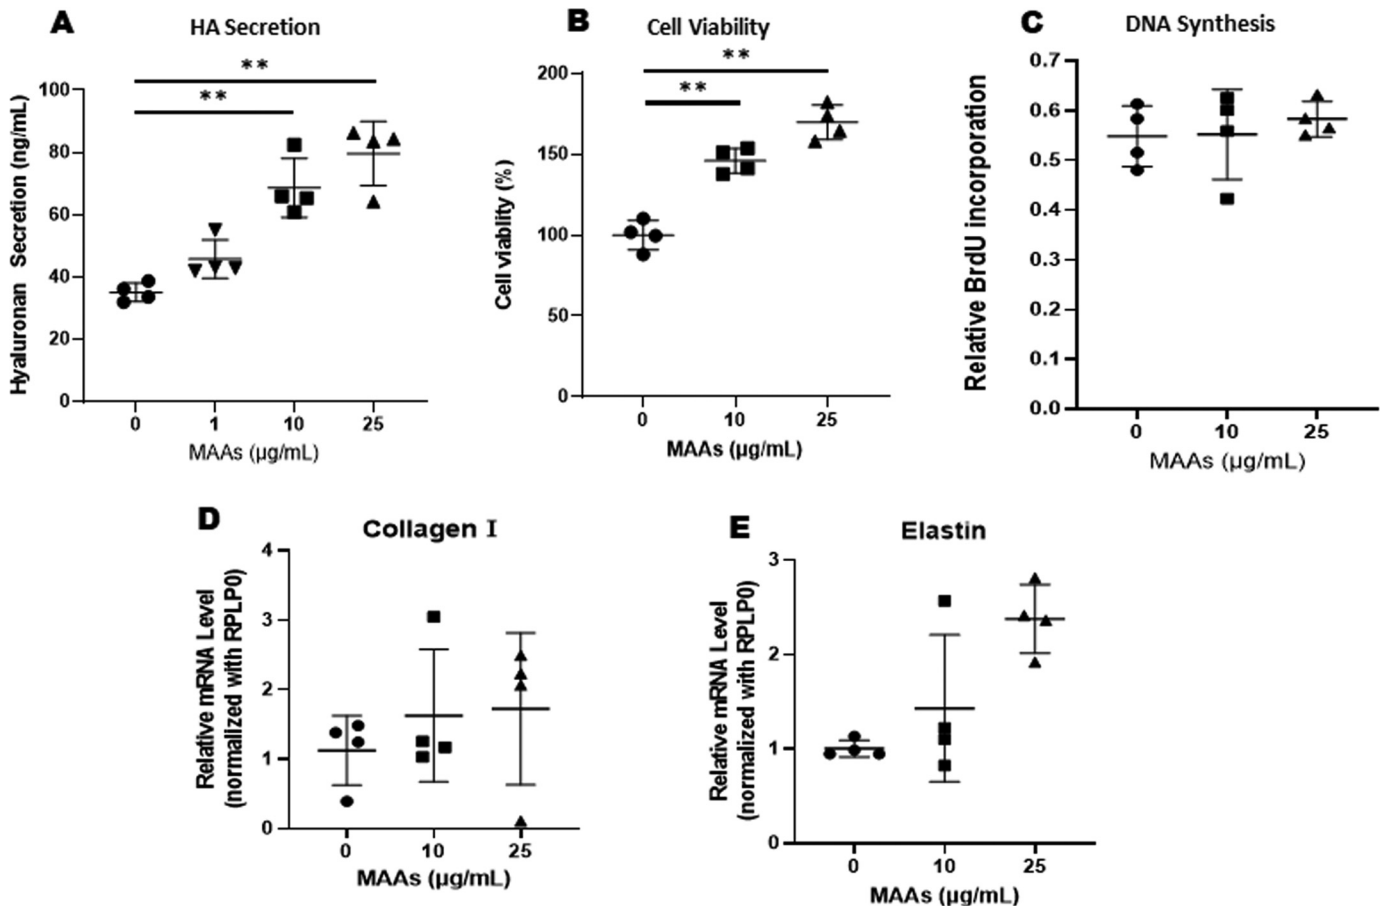 A
HA Secretion
Hyaluronan Secretion (ng/mL)
100
80
60
40
20
0
**
**
0 1 10 25
MAAs (µg/mL)
B
Cell Viability
Cell viablity (%)
200
150
100
50
0
**
**
0 10 25
MAAs (µg/mL)
C
DNA Synthesis
Relative BrdU incorporation
0.7
0.6
0.5
0.4
0.3
0.2
0.1
0.0
0 10 25
MAAs (µg/mL)
D
Collagen I
Relative mRNA Level
(normalized with RPLP0)
4
3
2
1
0
0 10 25
MAAs (µg/mL)
E
Elastin
Relative mRNA Level
(normalized with RPLP0)
3
2
1
0
0 10 25
MAAs (µg/mL)